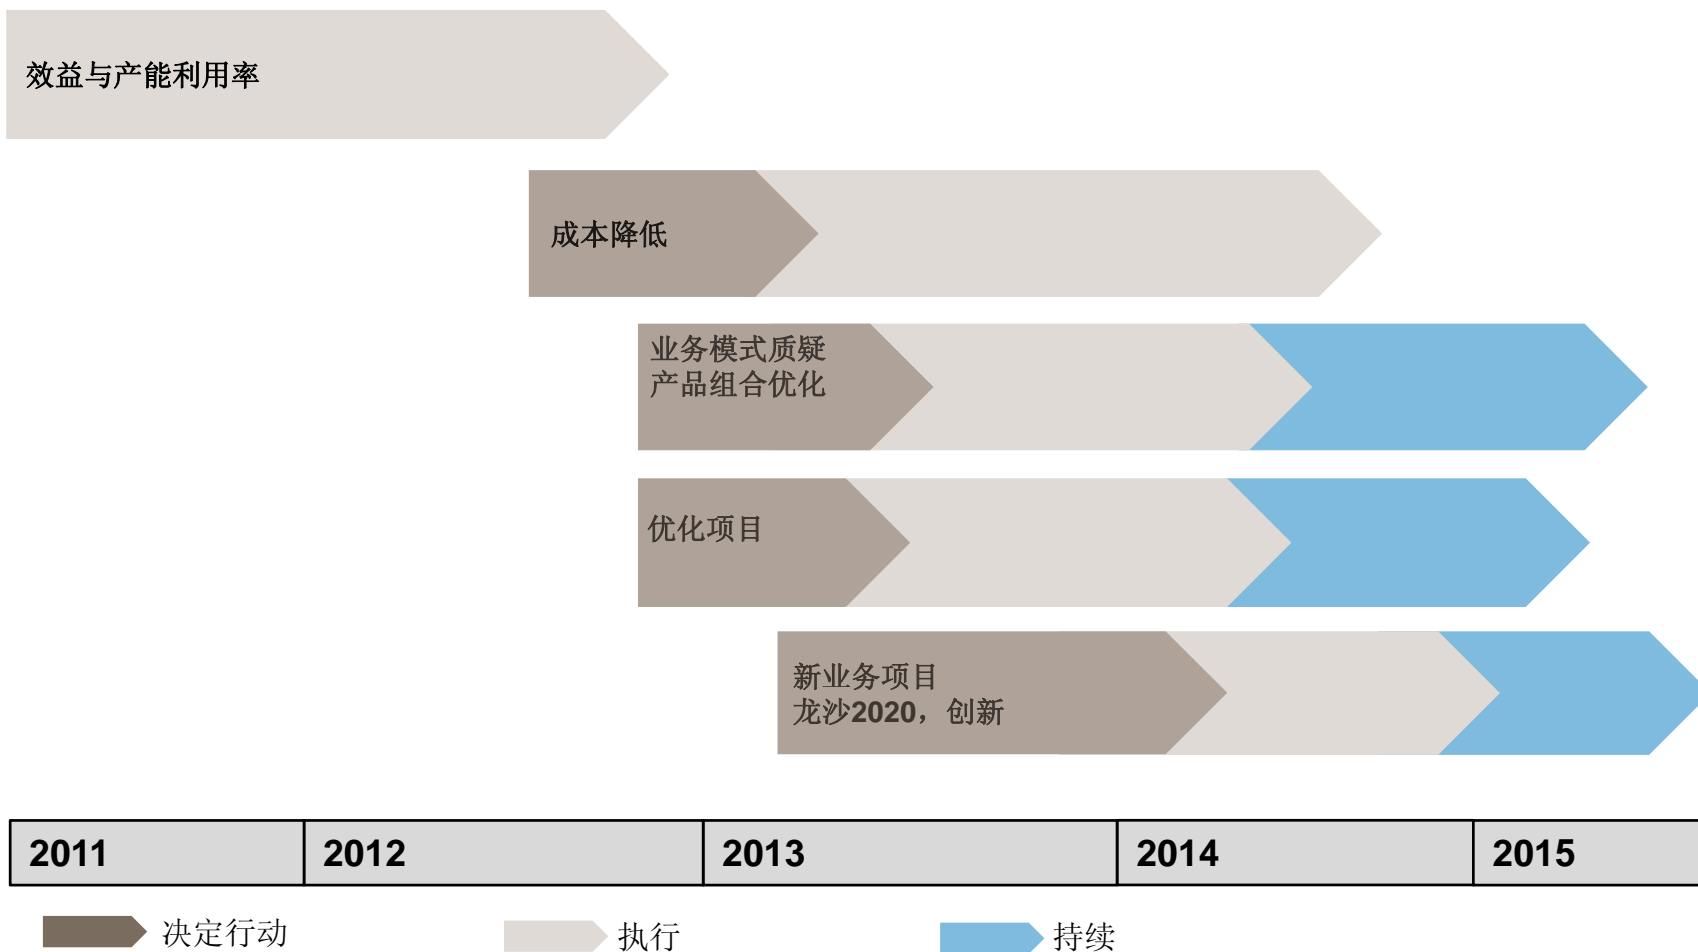 效益与产能利用率
成本降低
业务模式质疑
产品组合优化
优化项目
新业务项目
龙沙2020，创新
2011 2012 2013 2014 2015
决定行动 执行 持续